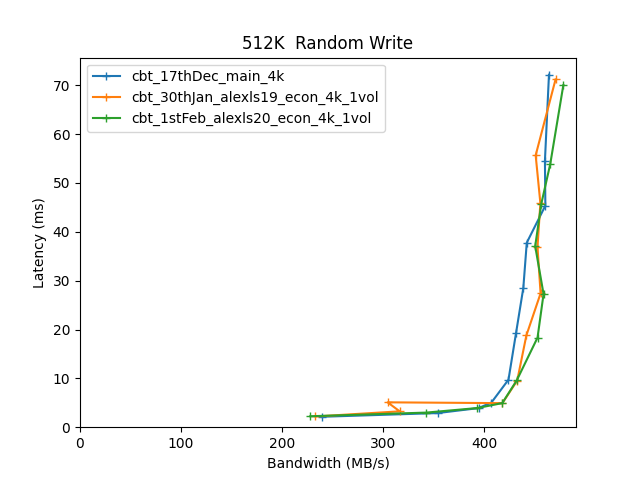 512K  Random Write
cbt_17thDec_main_4k
cbt_30thJan_alexls19_econ_4k_1vol
cbt_1stFeb_alexls20_econ_4k_1vol
70
60
50
40
30
20
10
0
Latency (ms)
0 100 200 300 400
Bandwidth (MB/s)